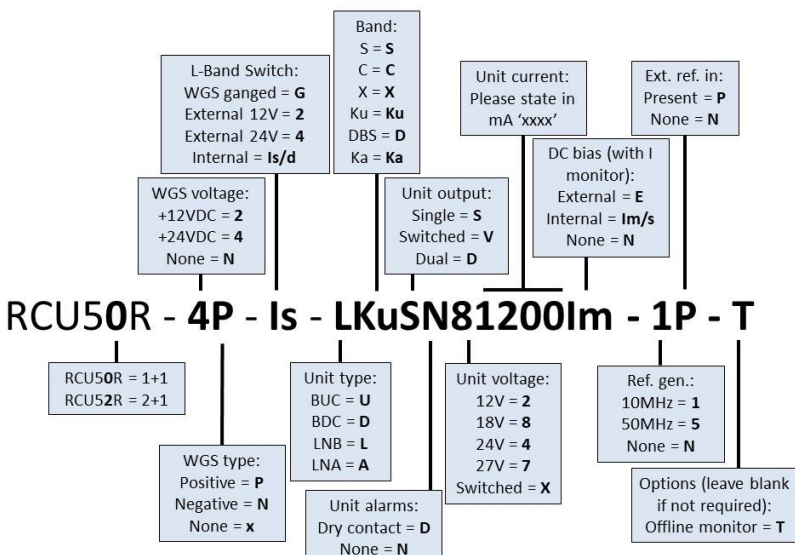 Band:
S = S
C = C
X = X
Ku = Ku
DBS = D
Ka = Ka
L-Band Switch:
WGS ganged = G
External 12V = 2
External 24V = 4
Internal = Is/d
Unit current:
Please state in
mA ‘xxxx’
Ext. ref. in:
Present = P
None = N
WGS voltage:
+12VDC = 2
+24VDC = 4
None = N
Unit output:
Single = S
Switched = V
Dual = D
DC bias (with I
monitor):
External = E
Internal = Im/s
None = N
RCU50R - 4P - Is - LKuSN81200Im - 1P - T
RCU50R = 1+1
RCU52R = 2+1
WGS type:
Positive = P
Negative = N
None = x
Unit type:
BUC = U
BDC = D
LNB = L
LNA = A
Unit alarms:
Dry contact = D
None = N
Unit voltage:
12V = 2
18V = 8
24V = 4
27V = 7
Switched = X
Ref. gen.:
10MHz = 1
50MHz = 5
None = N
Options (leave blank
if not required):
Offline monitor = T